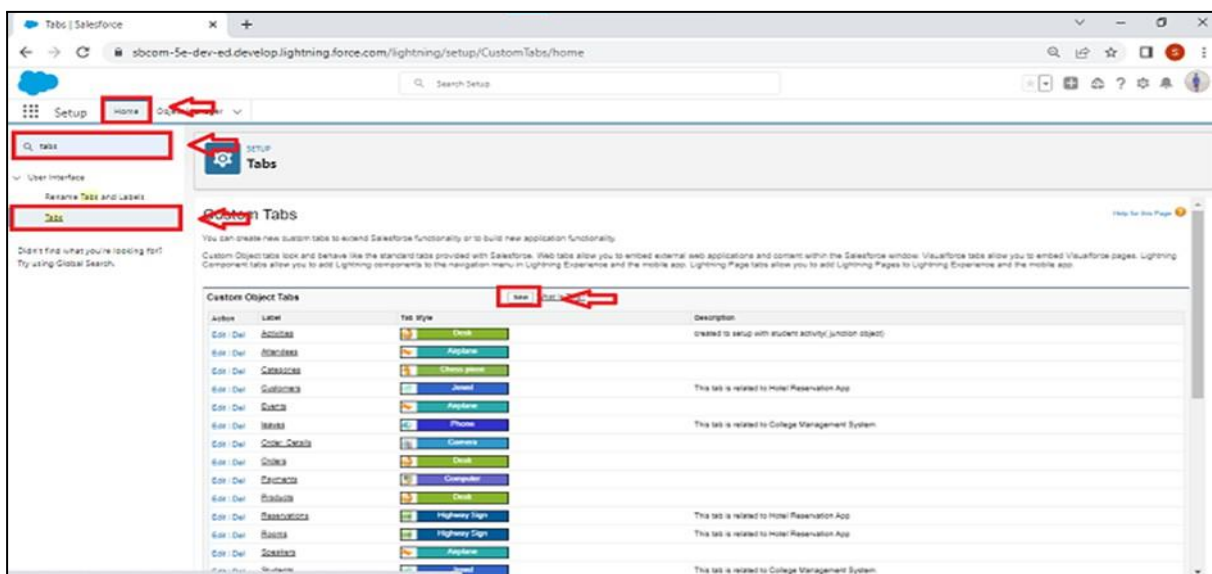 Tabs | Salesforce
sbcom-5e-dev-ed.develop.lightning.force.com/lightning/setup/CustomTabs/home
S
Search Setup
Setup
Home
tabs
SETUP
Tabs
User Interface
Rename Tabs and Labels
Tabs
Didn't find what you're looking for?
Try using Global Search.
Custom Tabs
Help for this Page
You can create new custom tabs to extend Salesforce functionality or to build new application functionality.
Custom Object tabs look and behave like the standard tabs provided with Salesforce. Web tabs allow you to embed external web applications and content within the Salesforce window. Visualforce tabs allow you to embed Visualforce pages. Lightning
Component tabs allow you to add Lightning components to the navigation menu in Lightning Experience and the mobile app. Lightning Page tabs allow you to add Lightning Pages to Lightning Experience and the mobile app.
Custom Object Tabs
New
Action Label Tab Style Description
Edit | Del Activities Desk created to setup with student activity( junction object)
Edit | Del Attendees Airplane
Edit | Del Categories Chess piece
Edit | Del Customers Jewel This tab is related to Hotel Reservation App
Edit | Del Events Airplane
Edit | Del leaves Phone This tab is related to College Management System
Edit | Del Order_Details Camera
Edit | Del Orders Desk
Edit | Del Payments Computer
Edit | Del Products Desk
Edit | Del Reservations Highway Sign This tab is related to Hotel Reservation App
Edit | Del Rooms Highway Sign This tab is related to Hotel Reservation App
Edit | Del Speakers Airplane
Edit | Del Students Jewel This tab is related to College Management System